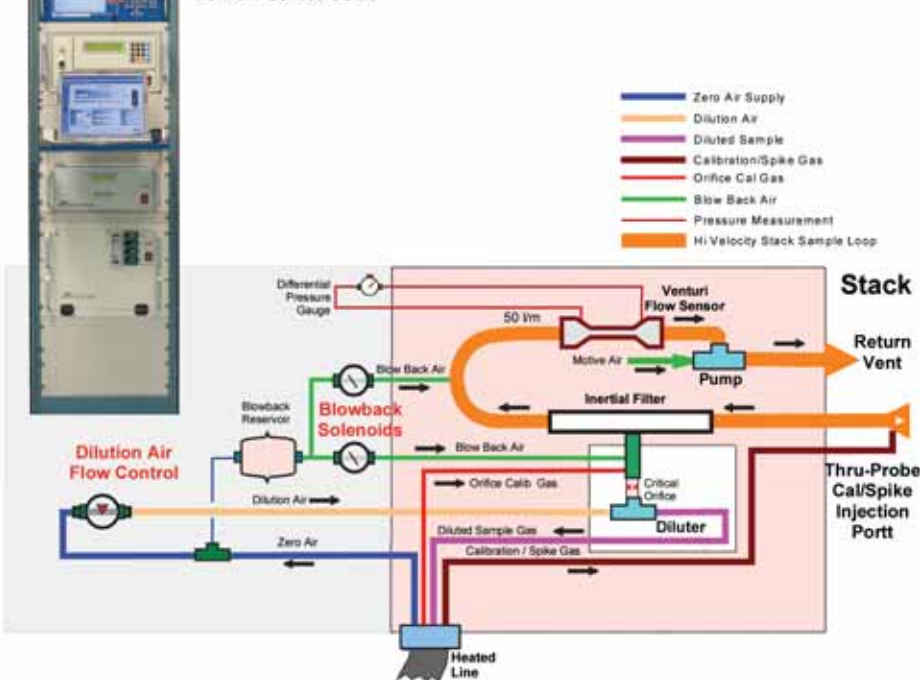 Zero Air Supply
Dilution Air
Diluted Sample
Calibration/Spike Gas
Orifice Cal Gas
Blow Back Air
Pressure Measurement
Hi Velocity Stack Sample Loop
Stack
Differential
Pressure
Gauge
Venturi
Flow Sensor
50 l/m
Return
Vent
Motive Air
Pump
Blow Back Air
Inertial Filter
Blowback
Reservoir
Blowback
Solenoids
Blow Back Air
Dilution Air
Flow Control
Thru-Probe
Cal/Spike
Injection
Portt
Orifice Calib Gas
Critical
Orifice
Dilution Air
Diluter
Diluted Sample Gas
Zero Air
Calibration / Spike Gas
Heated
Line